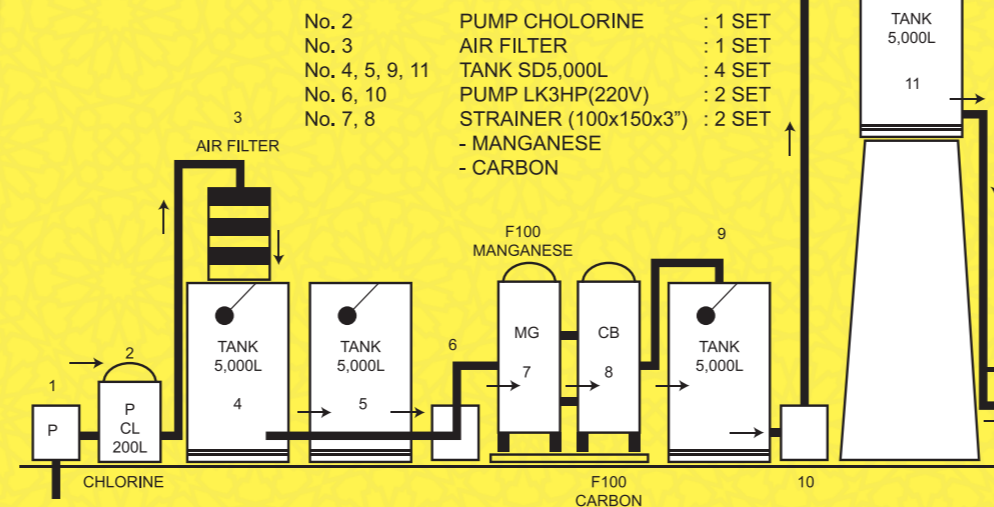 No. 2 PUMP CHOLORINE : 1 SET
No. 3 AIR FILTER : 1 SET
No. 4, 5, 9, 11 TANK SD5,000L : 4 SET
No. 6, 10 PUMP LK3HP(220V) : 2 SET
No. 7, 8 STRAINER (100x150x3”) : 2 SET
- MANGANESE
- CARBON
TANK
5,000L
11
3
AIR FILTER
F100
MANGANESE
9
1
P
2
P
CL
200L
CHLORINE
TANK
5,000L
4
TANK
5,000L
5
6
MG
7
CB
8
F100
CARBON
TANK
5,000L
10